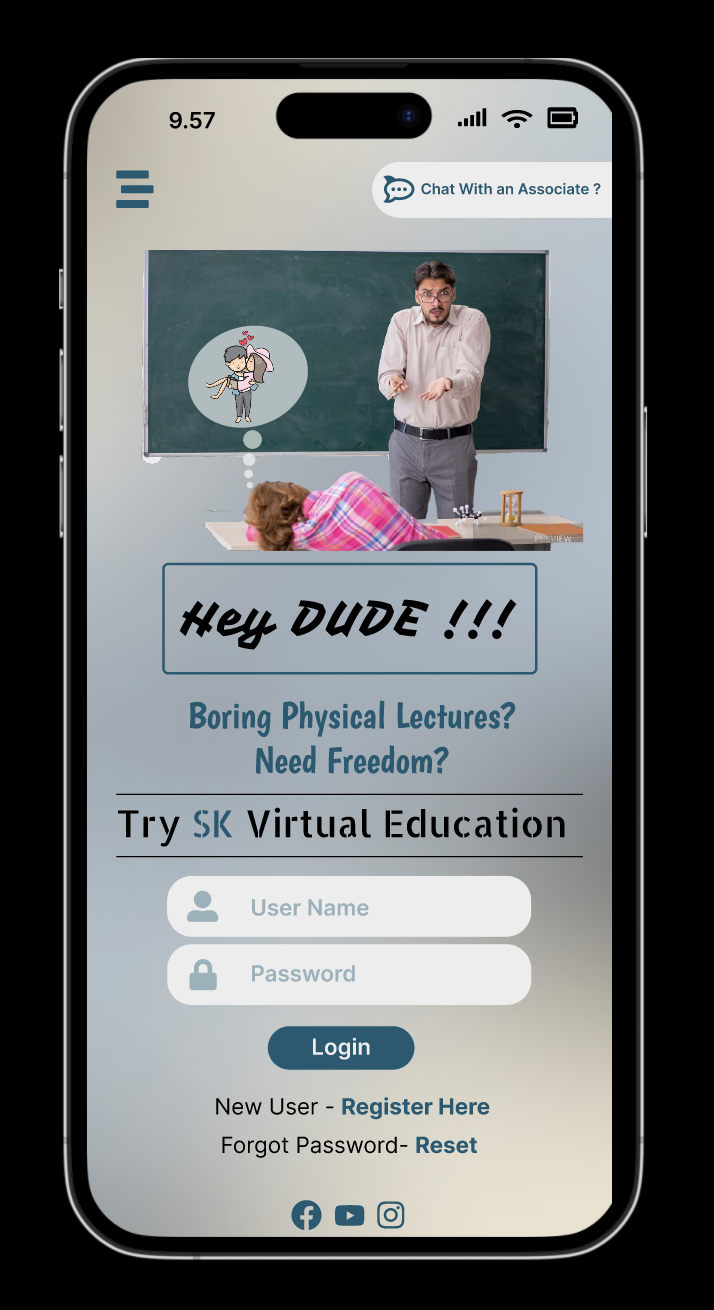 9.57
Chat With an Associate ?
PREVIEW
Hey DUDE !!!
Boring Physical Lectures?
Need Freedom?
Try SK Virtual Education
User Name
Password
Login
New User - Register Here
Forgot Password- Reset